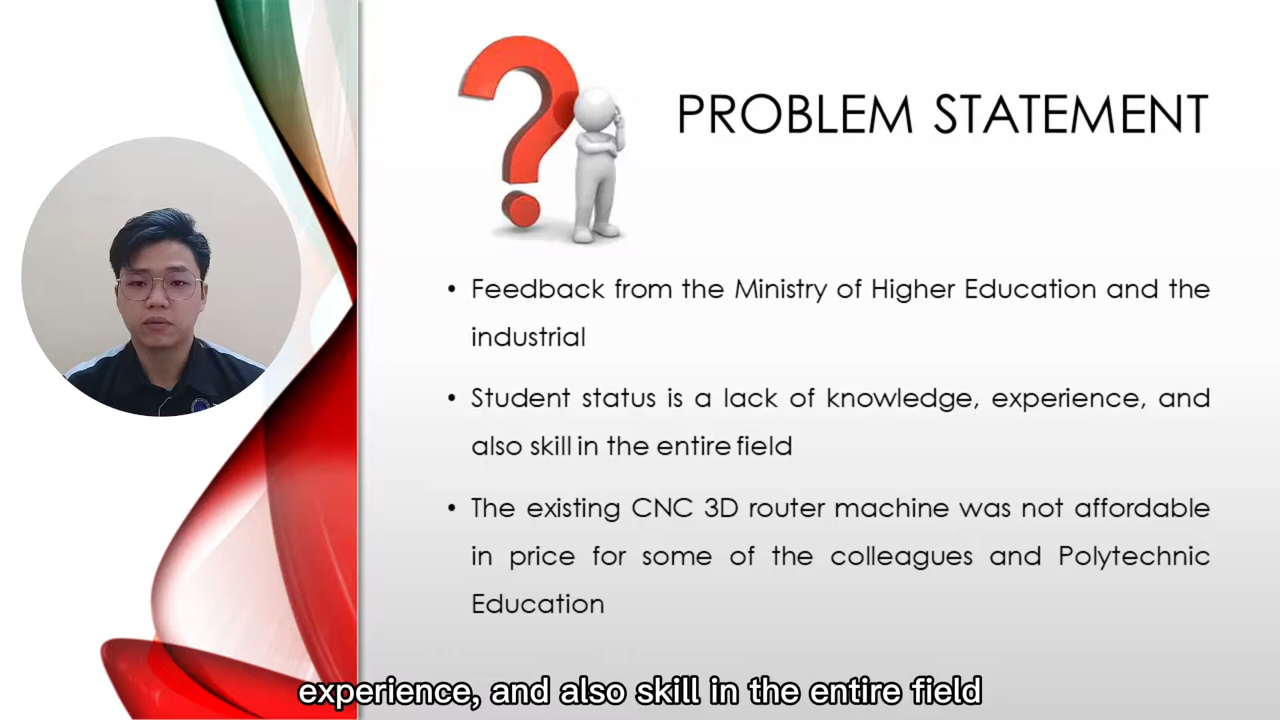 PROBLEM STATEMENT
• Feedback from the Ministry of Higher Education and the
industrial
• Student status is a lack of knowledge, experience, and
also skill in the entire field
• The existing CNC 3D router machine was not affordable
in price for some of the colleagues and Polytechnic
Education
experience, and also skill in the entire field